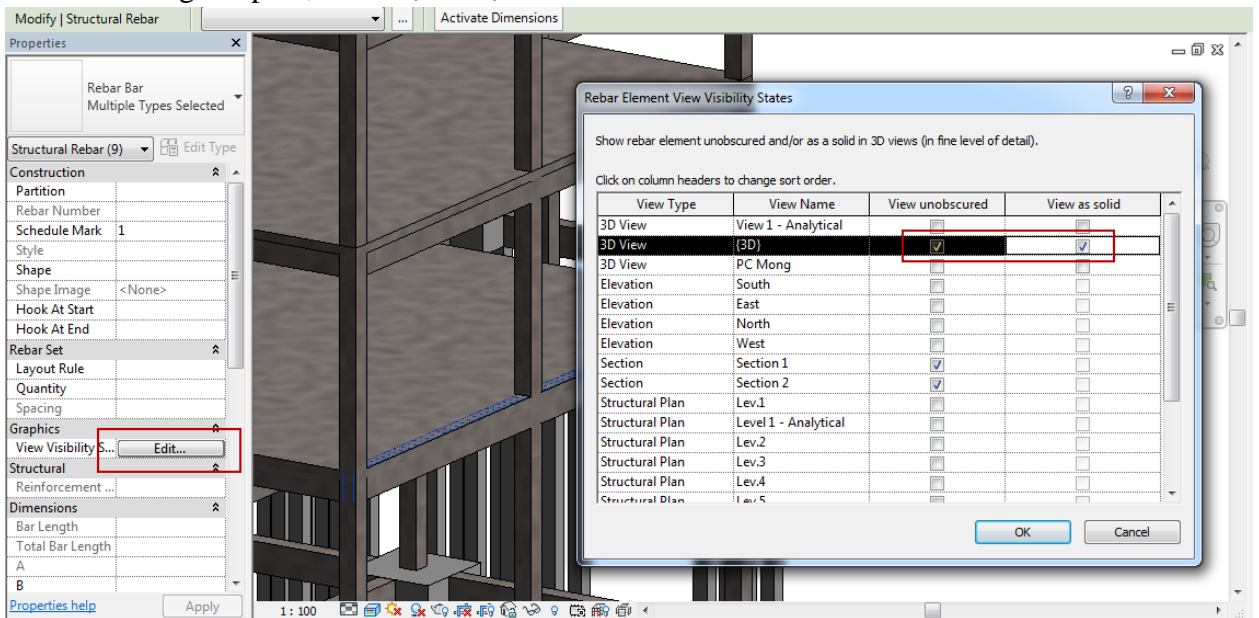 Modify | Structural Rebar
... Activate Dimensions
Properties
Rebar Bar
Multiple Types Selected
Structural Rebar (9) Edit Type
Construction
Partition
Rebar Number
Schedule Mark 1
Style
Shape
Shape Image <None>
Hook At Start
Hook At End
Rebar Set
Layout Rule
Quantity
Spacing
Graphics
View Visibility S... Edit...
Structural
Reinforcement ...
Dimensions
Bar Length
Total Bar Length
A
B
Properties help Apply
1 : 100
Rebar Element View Visibility States
Show rebar element unobscured and/or as a solid in 3D views (in fine level of detail).
Click on column headers to change sort order.
View Type View Name View unobscured View as solid
3D View View 1 - Analytical
3D View {3D}
3D View PC Mong
Elevation South
Elevation East
Elevation North
Elevation West
Section Section 1
Section Section 2
Structural Plan Lev.1
Structural Plan Level 1 - Analytical
Structural Plan Lev.2
Structural Plan Lev.3
Structural Plan Lev.4
Structural Plan Lev.5
OK Cancel